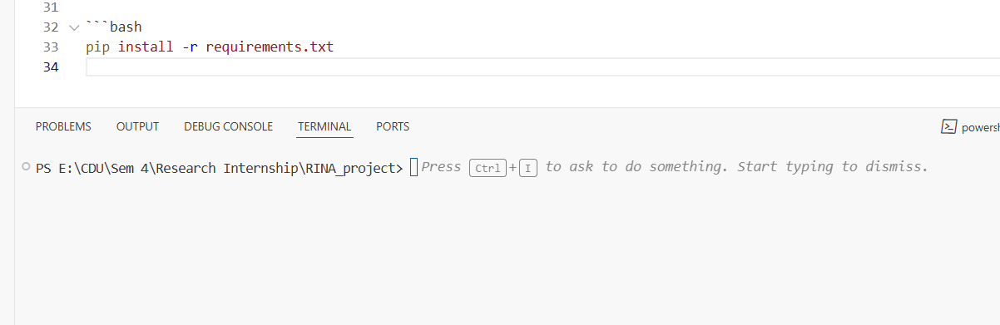 31
32 ```bash
33 pip install -r requirements.txt
34
PROBLEMS OUTPUT DEBUG CONSOLE TERMINAL PORTS
PS E:\CDU\Sem 4\Research Internship\RINA_project> Press Ctrl+I to ask to do something. Start typing to dismiss.